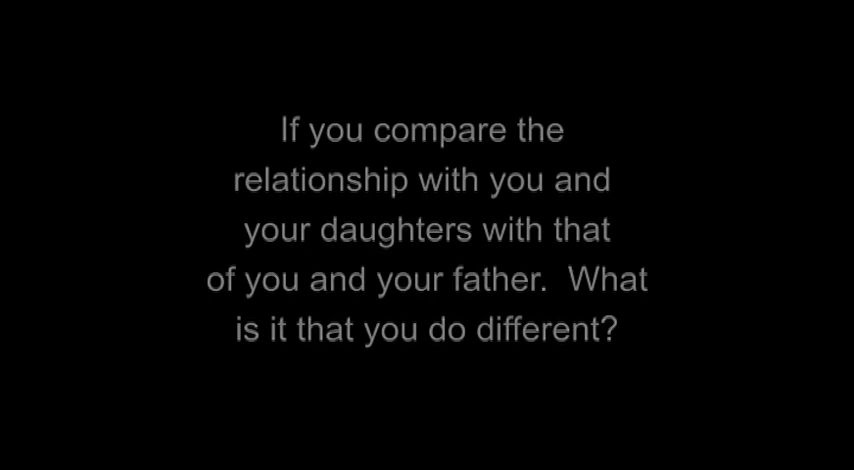 If you compare the
relationship with you and
your daughters with that
of you and your father.  What
is it that you do different?